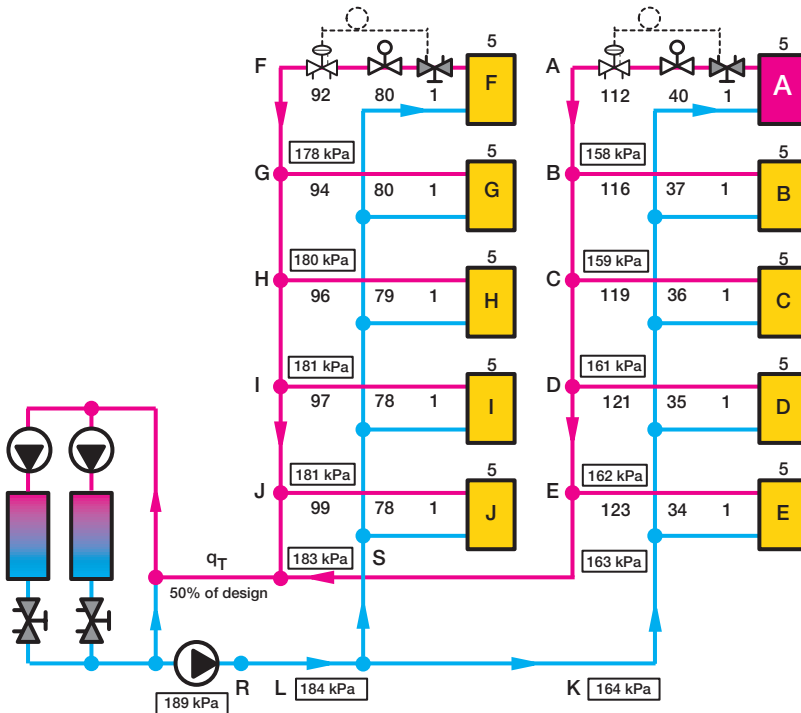 5 5
F 92 80 1 F A 112 40 1 A
178 kPa 5 158 kPa 5
G 94 80 1 G B 116 37 1 B
180 kPa 5 159 kPa 5
H 96 79 1 H C 119 36 1 C
181 kPa 5 161 kPa 5
I 97 78 1 I D 121 35 1 D
181 kPa 5 162 kPa 5
J 99 78 1 J E 123 34 1 E
qT 183 kPa S 163 kPa
50% of design
189 kPa R L 184 kPa K 164 kPa